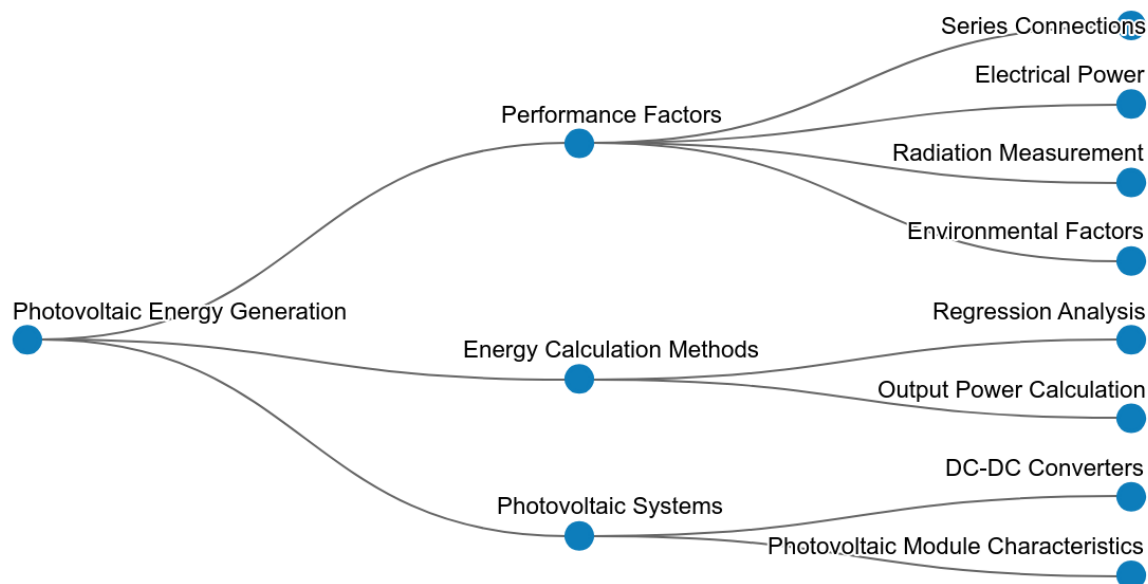 Photovoltaic Energy Generation
Performance Factors
Series Connections
Electrical Power
Radiation Measurement
Environmental Factors
Energy Calculation Methods
Regression Analysis
Output Power Calculation
Photovoltaic Systems
DC-DC Converters
Photovoltaic Module Characteristics